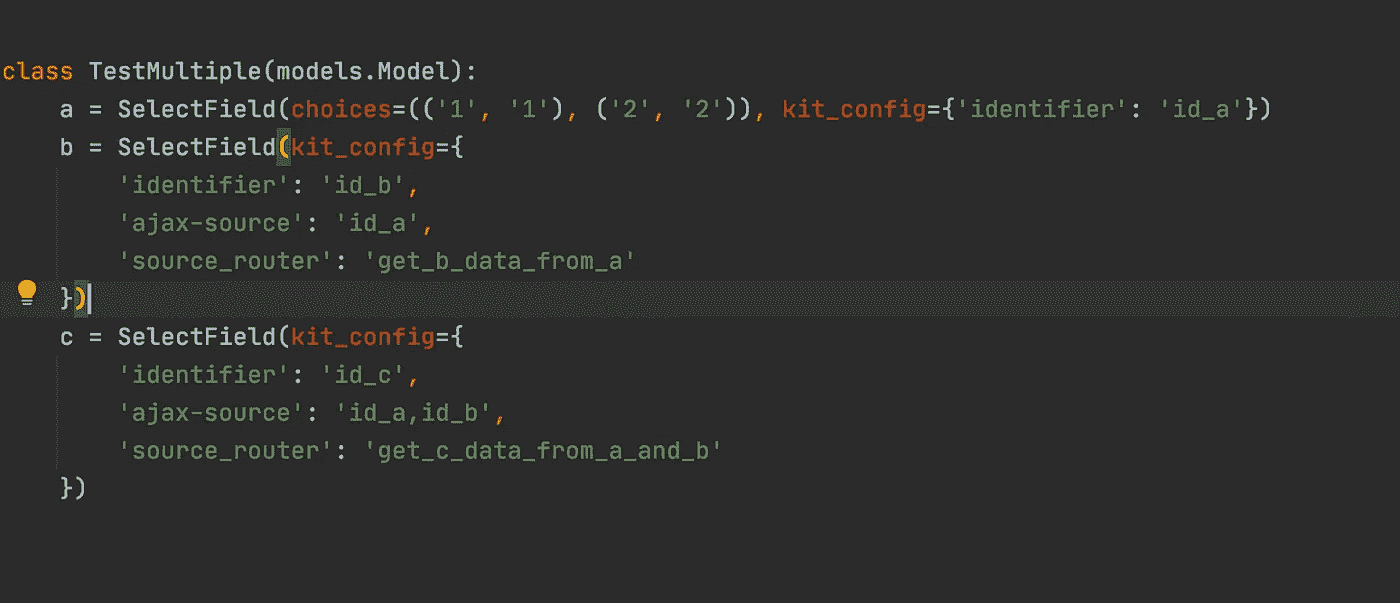 class TestMultiple(models.Model):
    a = SelectField(choices=(('1', '1'), ('2', '2')), kit_config={'identifier': 'id_a'})
    b = SelectField(kit_config={
        'identifier': 'id_b',
        'ajax-source': 'id_a',
        'source_router': 'get_b_data_from_a'
    })
    c = SelectField(kit_config={
        'identifier': 'id_c',
        'ajax-source': 'id_a,id_b',
        'source_router': 'get_c_data_from_a_and_b'
    })